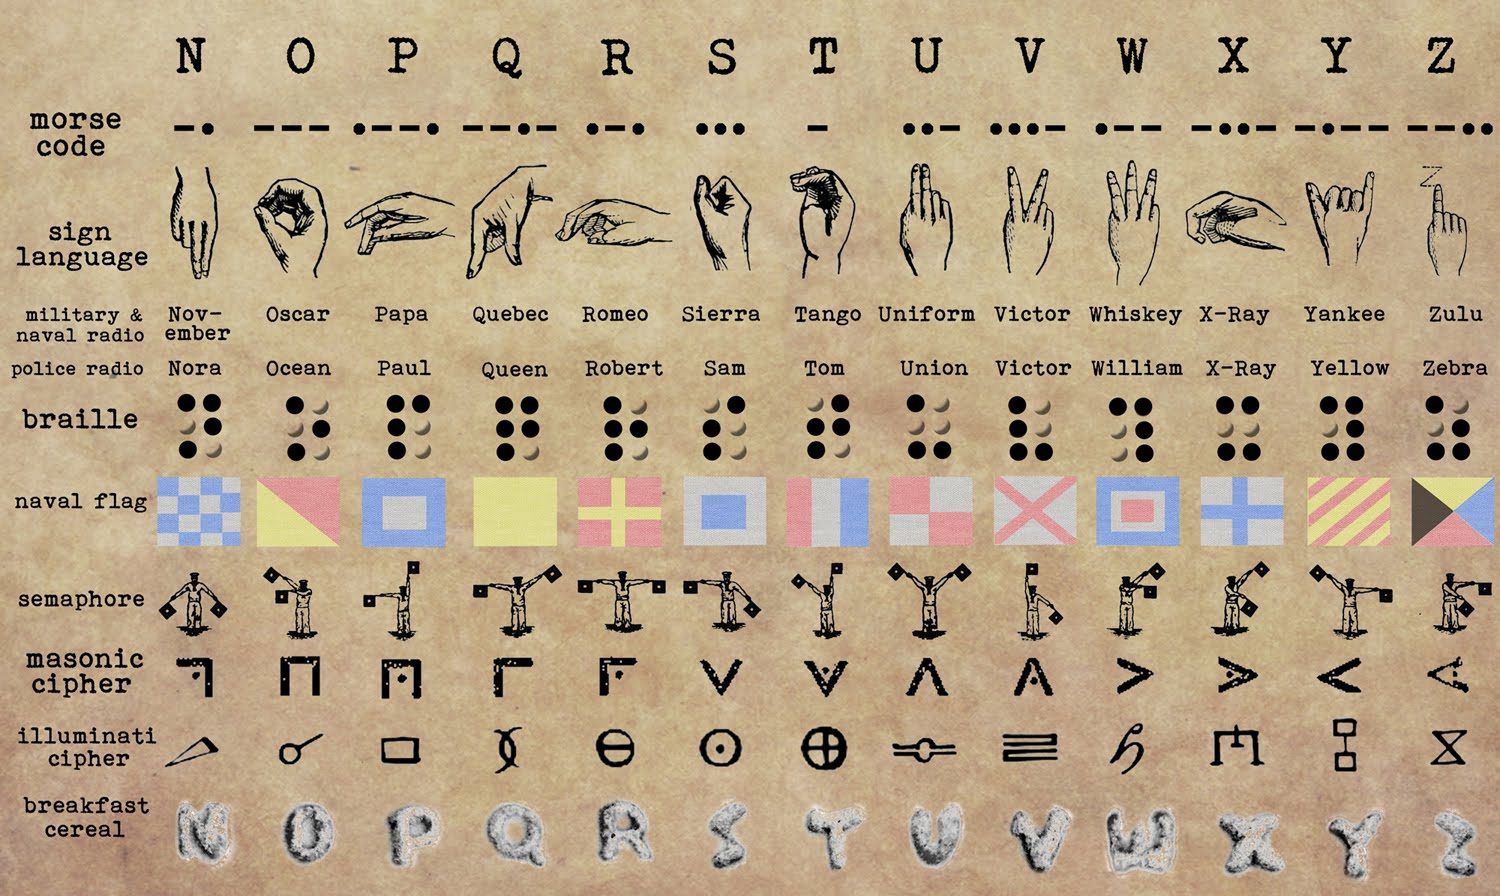 N O P Q R S T U V W X Y Z
morse
code
sign
language
military &
naval radio
Nov-
ember
Oscar Papa Quebec Romeo Sierra Tango Uniform Victor Whiskey X-Ray Yankee Zulu
police radio Nora Ocean Paul Queen Robert Sam Tom Union Victor William X-Ray Yellow Zebra
braille
naval flag
semaphore
masonic
cipher
illuminati
cipher
breakfast
cereal
N O P Q R S T U V W X Y Z